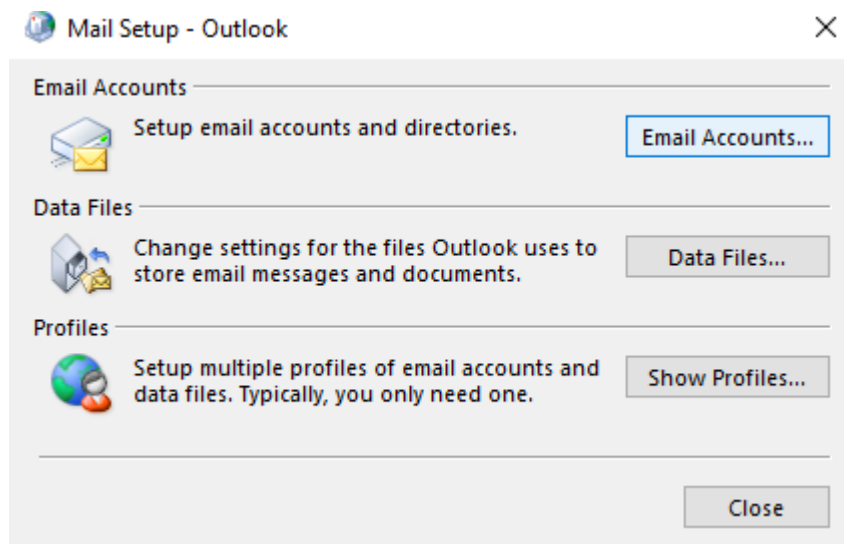 Mail Setup - Outlook
Email Accounts
Setup email accounts and directories.
Email Accounts...
Data Files
Change settings for the files Outlook uses to
store email messages and documents.
Data Files...
Profiles
Setup multiple profiles of email accounts and
data files. Typically, you only need one.
Show Profiles...
Close